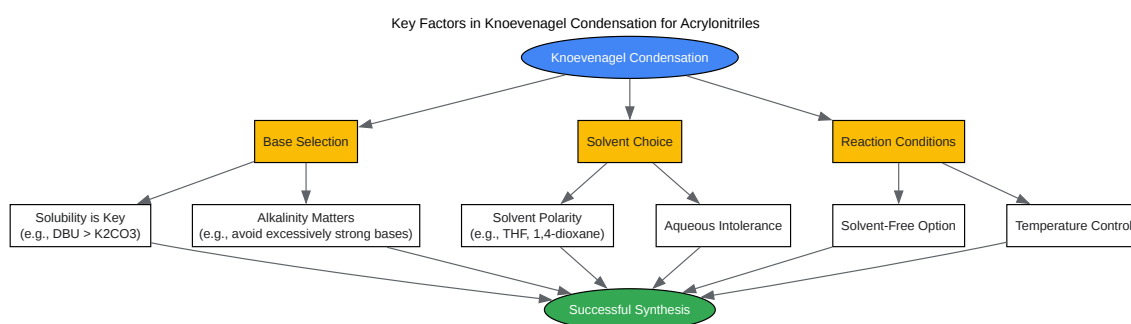 Key Factors in Knoevenagel Condensation for Acrylonitriles
Knoevenagel Condensation
Base Selection
Solvent Choice
Reaction Conditions
Solubility is Key
(e.g., DBU > K2CO3)
Alkalinity Matters
(e.g., avoid excessively strong bases)
Solvent Polarity
(e.g., THF, 1,4-dioxane)
Aqueous Intolerance
Solvent-Free Option
Temperature Control
Successful Synthesis